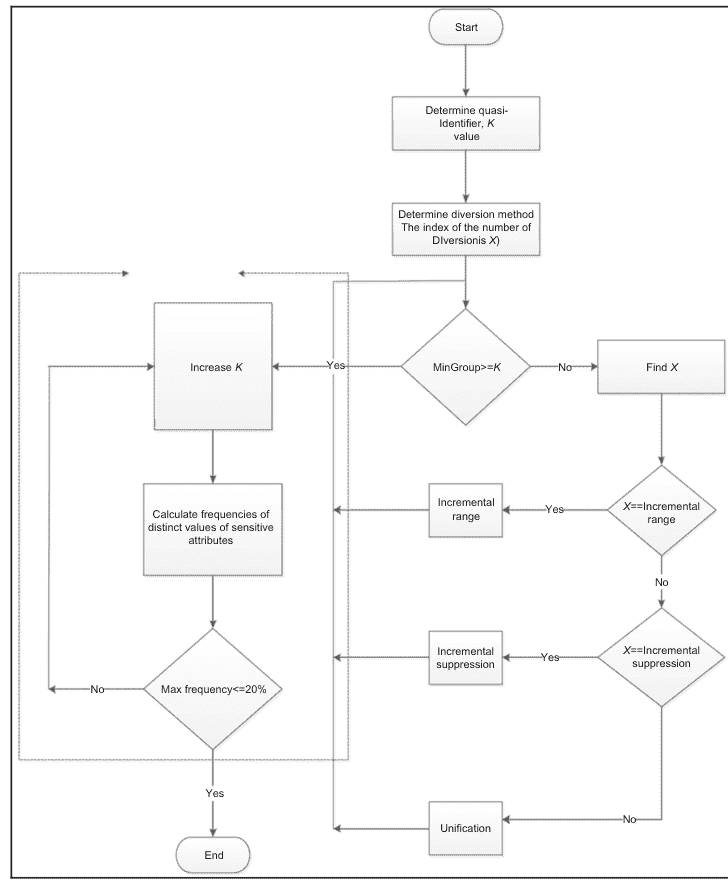 Start
Determine quasi-
Identifier, K
value
Determine diversion method
The index of the number of
DIversionis X)
MinGroup>=K
Yes
No
Increase K
Find X
Calculate frequencies of
distinct values of sensitive
attributes
Incremental
range
Yes
X==Incremental
range
No
Incremental
suppression
Yes
X==Incremental
suppression
No
Max frequency<=20%
Yes
Unification
No
End